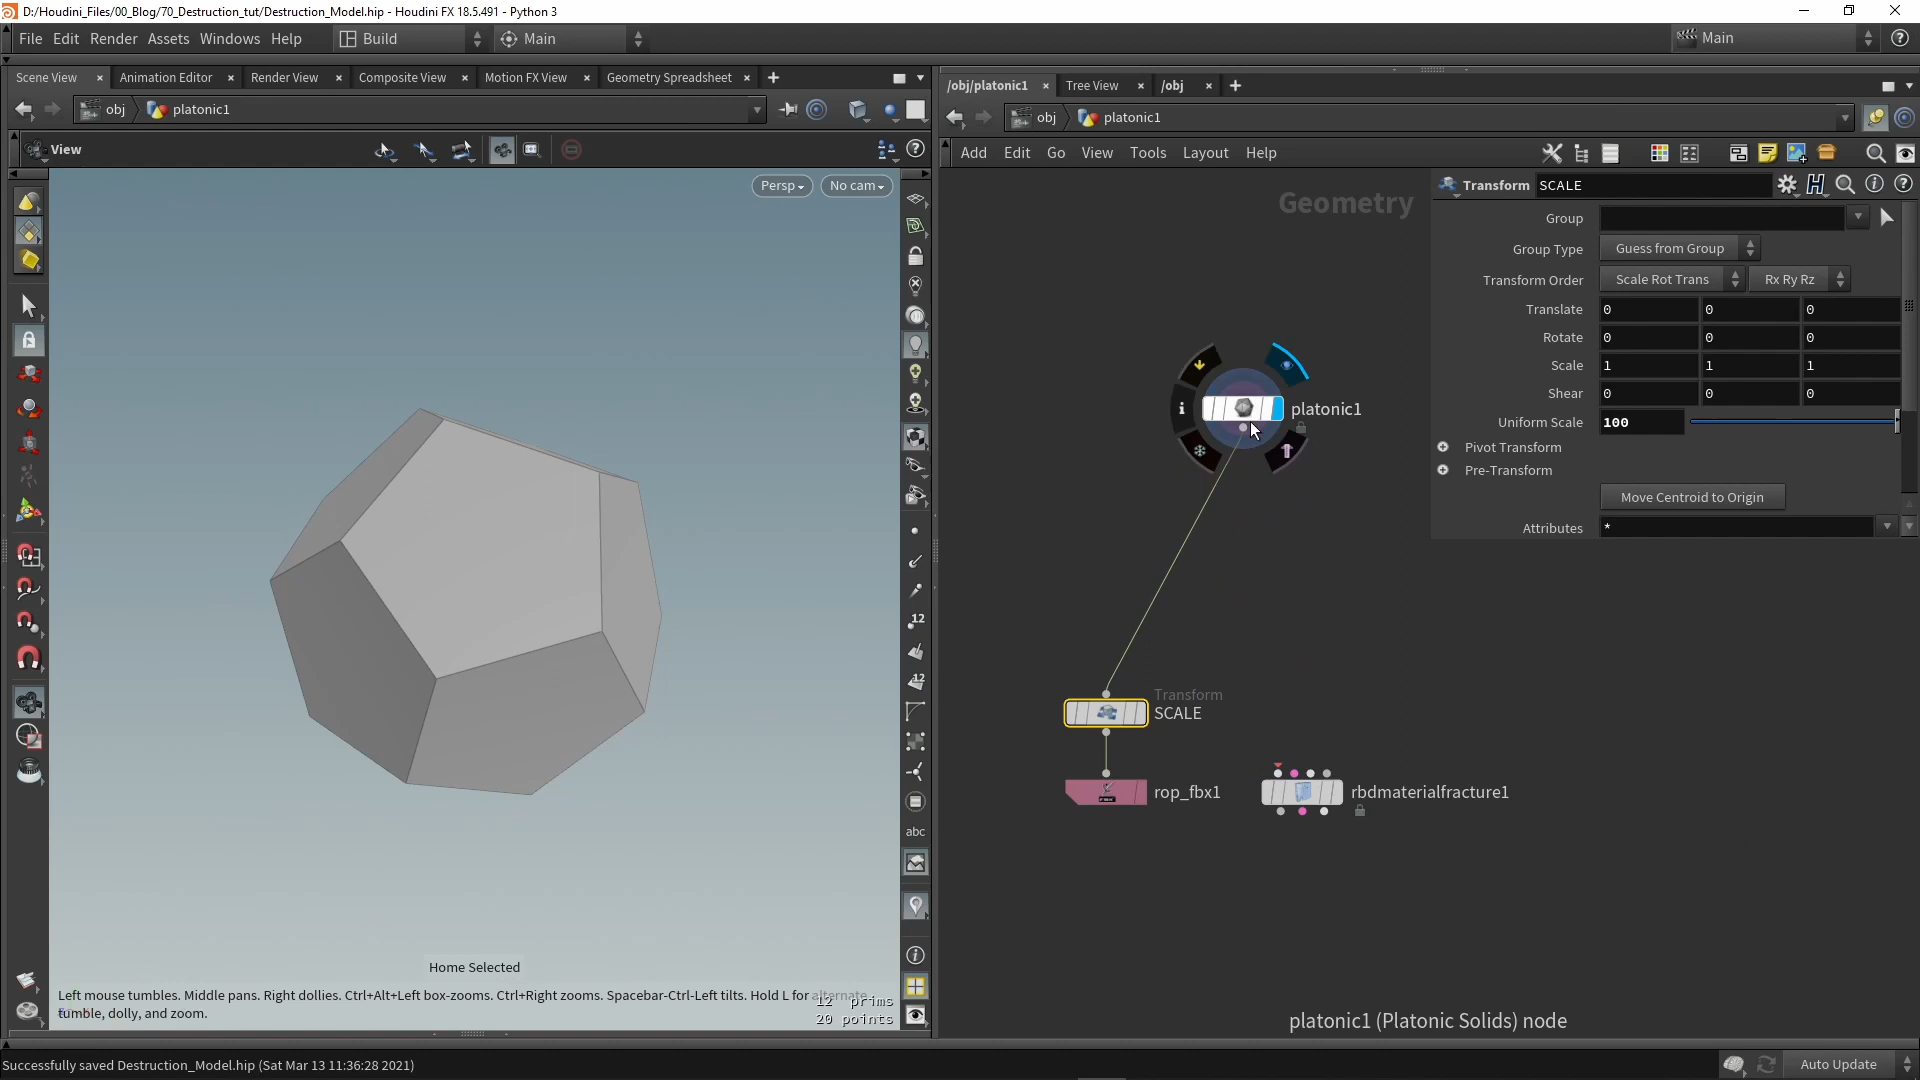 D:/Houdini_Files/00_Blog/70_Destruction_tut/Destruction_Model.hip - Houdini FX 18.5.491 - Python 3
File Edit Render Assets Windows Help Build Main Main
Scene View Animation Editor Render View Composite View Motion FX View Geometry Spreadsheet
/obj/platonic1 Tree View /obj
obj platonic1
obj platonic1
View
Add Edit Go View Tools Layout Help
Persp No cam
Geometry
Transform SCALE
Group
Group Type Guess from Group
Transform Order Scale Rot Trans Rx Ry Rz
Translate 0 0 0
Rotate 0 0 0
Scale 1 1 1
Shear 0 0 0
Uniform Scale 100
Pivot Transform
Pre-Transform
Move Centroid to Origin
Attributes *
platonic1
Transform
SCALE
rop_fbx1
rbdmaterialfracture1
12
12
abc
Home Selected
Left mouse tumbles. Middle pans. Right dollies. Ctrl+Alt+Left box-zooms. Ctrl+Right zooms. Spacebar-Ctrl-Left tilts. Hold L for alternate
tumble, dolly, and zoom.
12 prims
20 points
platonic1 (Platonic Solids) node
Successfully saved Destruction_Model.hip (Sat Mar 13 11:36:28 2021)
Auto Update